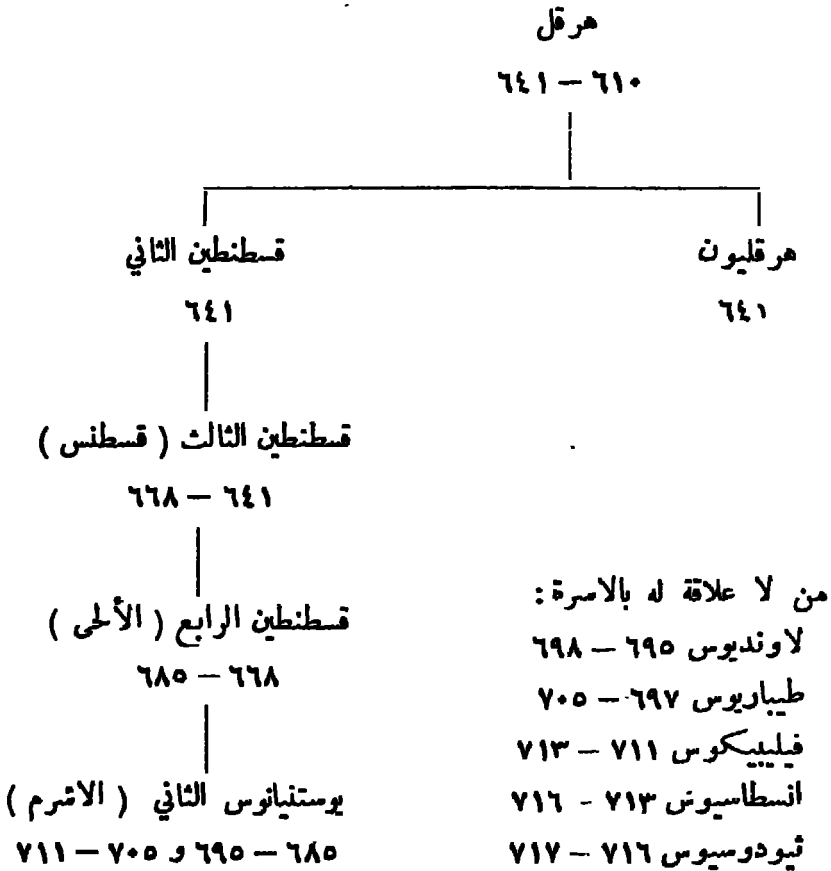 هرقل
٦١٠ — ٦٤١
هرقليون
٦٤١
قسطنطين الثاني
٦٤١
قسطنطين الثالث ( قسطنس )
٦٤١ — ٦٦٨
قسطنطين الرابع ( الألحى )
٦٦٨ — ٦٨٥
يوستنيانوس الثاني ( الاشرم )
٦٨٥ — ٦٩٥ و ٧٠٥ — ٧١١
من لا علاقة له بالاسرة :
لاونديوس ٦٩٥ — ٦٩٨
طيباريوس ٦٩٧ — ٧٠٥
فيليبيكوس ٧١١ — ٧١٣
انسطاسيوس ٧١٣ - ٧١٦
ثيودوسيوس ٧١٦ — ٧١٧